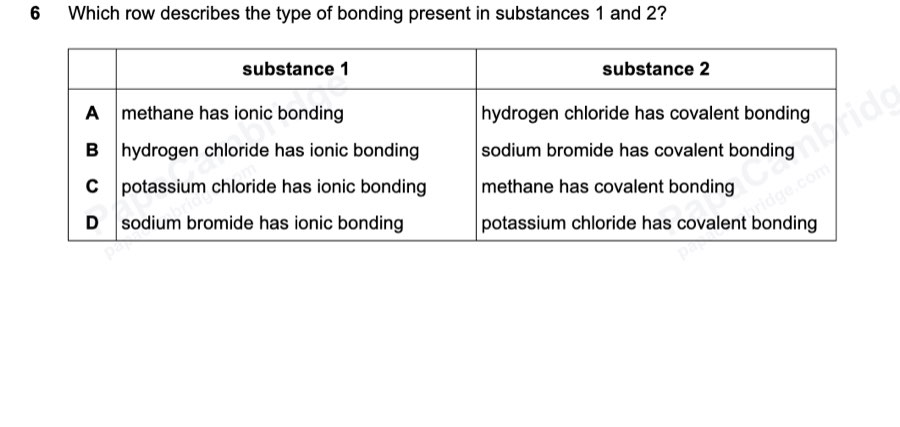 6 Which row describes the type of bonding present in substances 1 and 2?
substance 1 substance 2
A methane has ionic bonding hydrogen chloride has covalent bonding
B hydrogen chloride has ionic bonding sodium bromide has covalent bonding
C potassium chloride has ionic bonding methane has covalent bonding
D sodium bromide has ionic bonding potassium chloride has covalent bonding